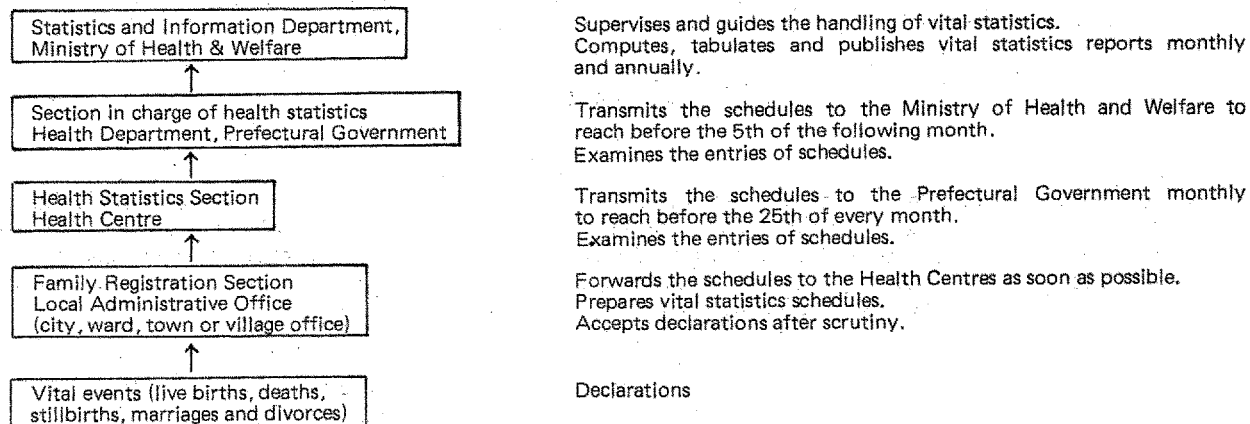 Statistics and Information Department,
Ministry of Health & Welfare
Supervises and guides the handling of vital statistics.
Computes, tabulates and publishes vital statistics reports monthly
and annually.
Section in charge of health statistics
Health Department, Prefectural Government
Transmits the schedules to the Ministry of Health and Welfare to
reach before the 5th of the following month.
Examines the entries of schedules.
Health Statistics Section
Health Centre
Transmits the schedules to the Prefectural Government monthly
to reach before the 25th of every month.
Examines the entries of schedules.
Family Registration Section
Local Administrative Office
(city, ward, town or village office)
Forwards the schedules to the Health Centres as soon as possible.
Prepares vital statistics schedules.
Accepts declarations after scrutiny.
Vital events (live births, deaths,
stillbirths, marriages and divorces)
Declarations